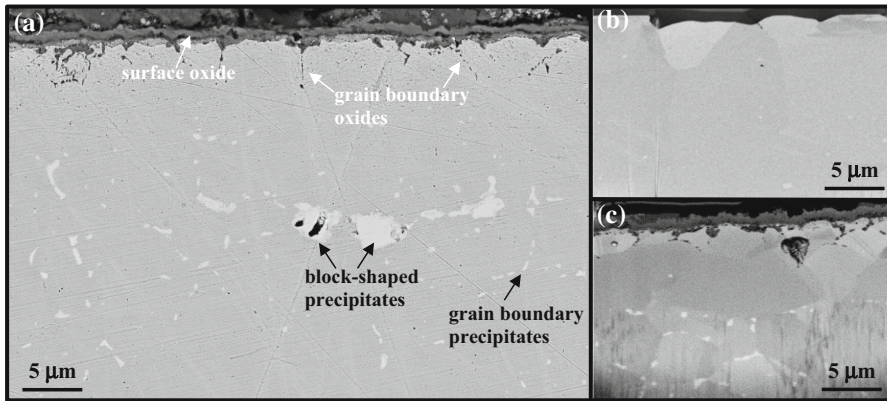 (a)
surface oxide
grain boundary
oxides
block-shaped
precipitates
grain boundary
precipitates
5 µm
(b)
5 µm
(c)
5 µm